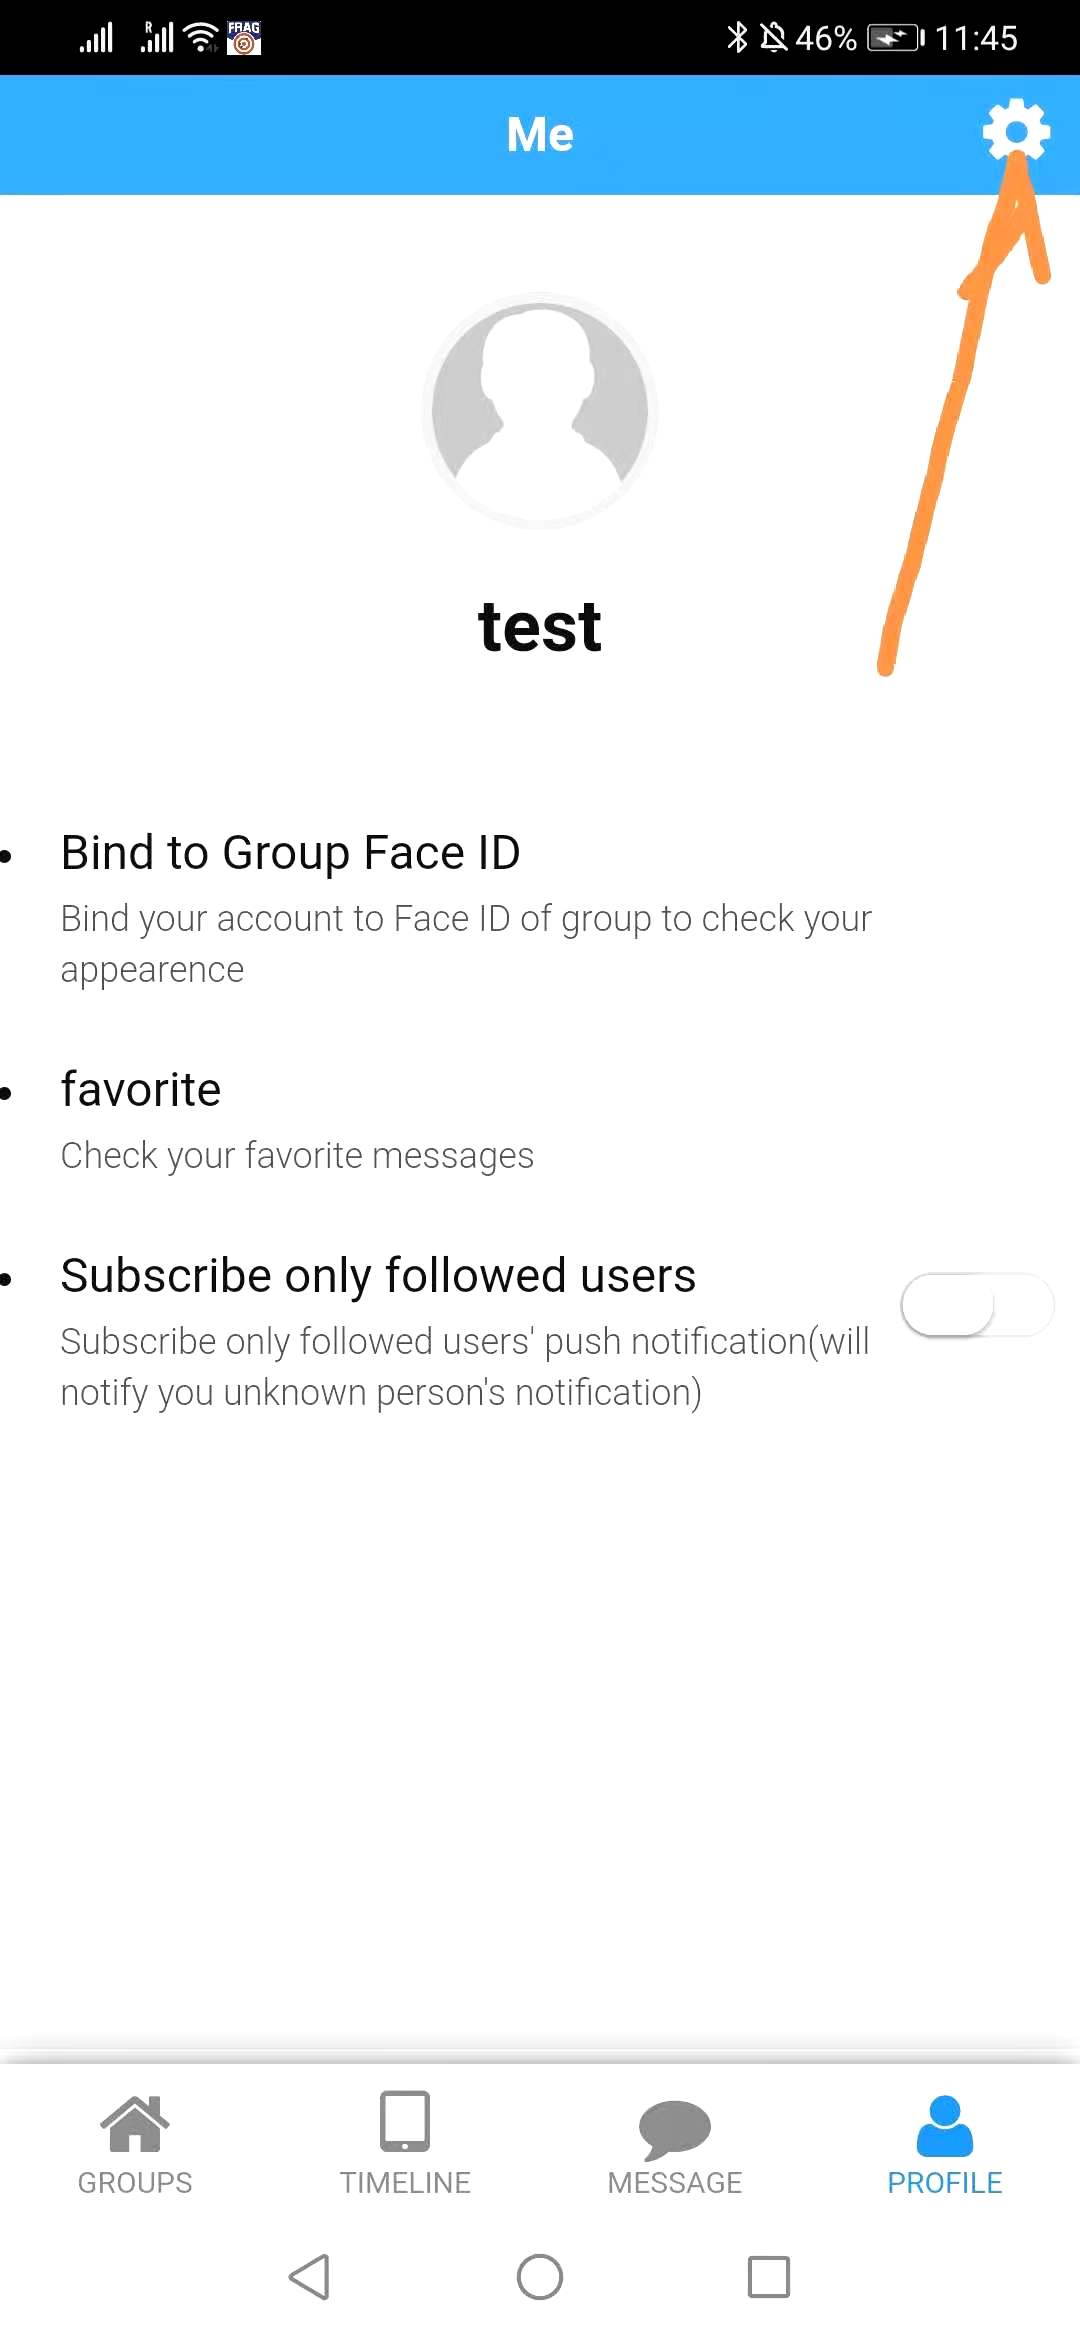 R
FRAG
46% 11:45
Me
test
Bind to Group Face ID
Bind your account to Face ID of group to check your
appearence
favorite
Check your favorite messages
Subscribe only followed users
Subscribe only followed users' push notification(will
notify you unknown person's notification)
GROUPS TIMELINE MESSAGE PROFILE